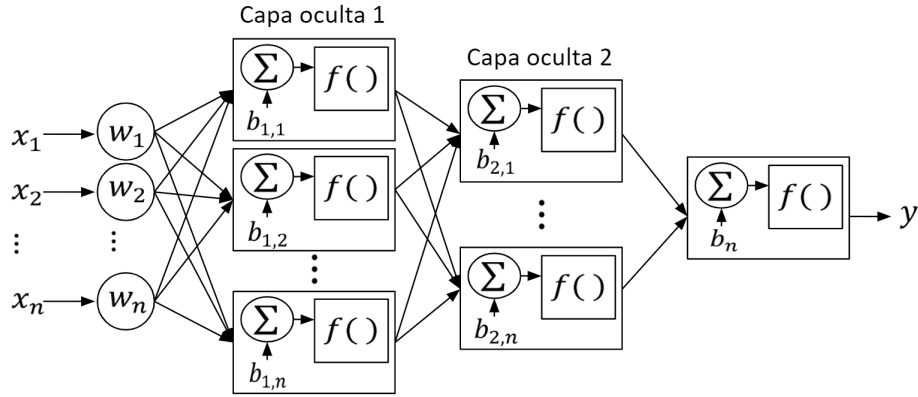 Capa oculta 1
Σ f()
b1,1
Capa oculta 2
Σ f()
b2,1
x1 w1
x2 w2
⋮ ⋮
xn wn
Σ f()
b1,2
⋮
Σ f()
b1,n
⋮
Σ f()
b2,n
Σ f()
bn
y